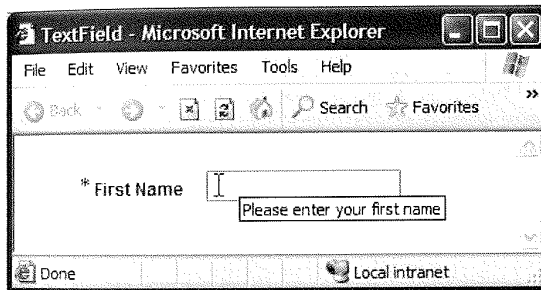 TextField - Microsoft Internet Explorer
File Edit View Favorites Tools Help
Back Search Favorites »
* First Name
Please enter your first name
Done Local intranet